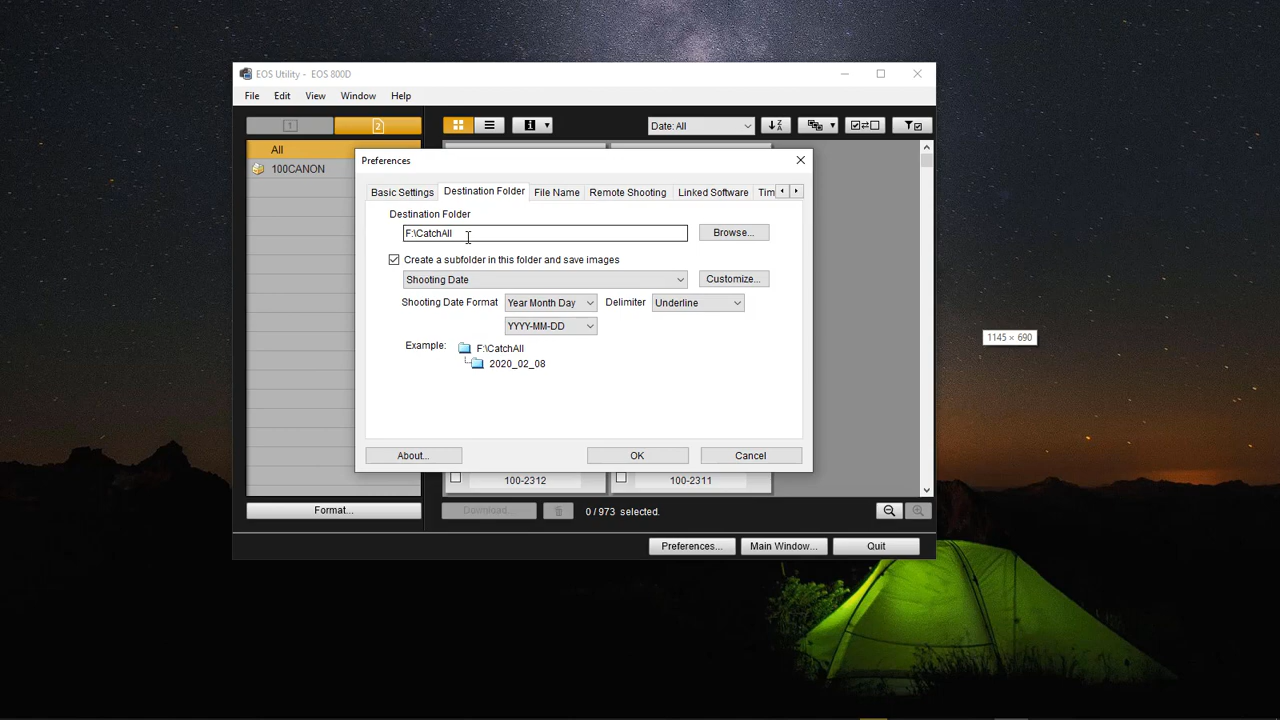 EOS Utility - EOS 800D
File Edit View Window Help
1 2 Date: All
All
100CANON
Preferences
Basic Settings Destination Folder File Name Remote Shooting Linked Software Tim
Destination Folder
F:\CatchAll Browse...
Create a subfolder in this folder and save images
Shooting Date Customize...
Shooting Date Format Year Month Day Delimiter Underline
YYYY-MM-DD
Example: F:\CatchAll
2020_02_08
1145 × 690
About... OK Cancel
100-2312 100-2311
Format... Download... 0 / 973 selected.
Preferences... Main Window... Quit